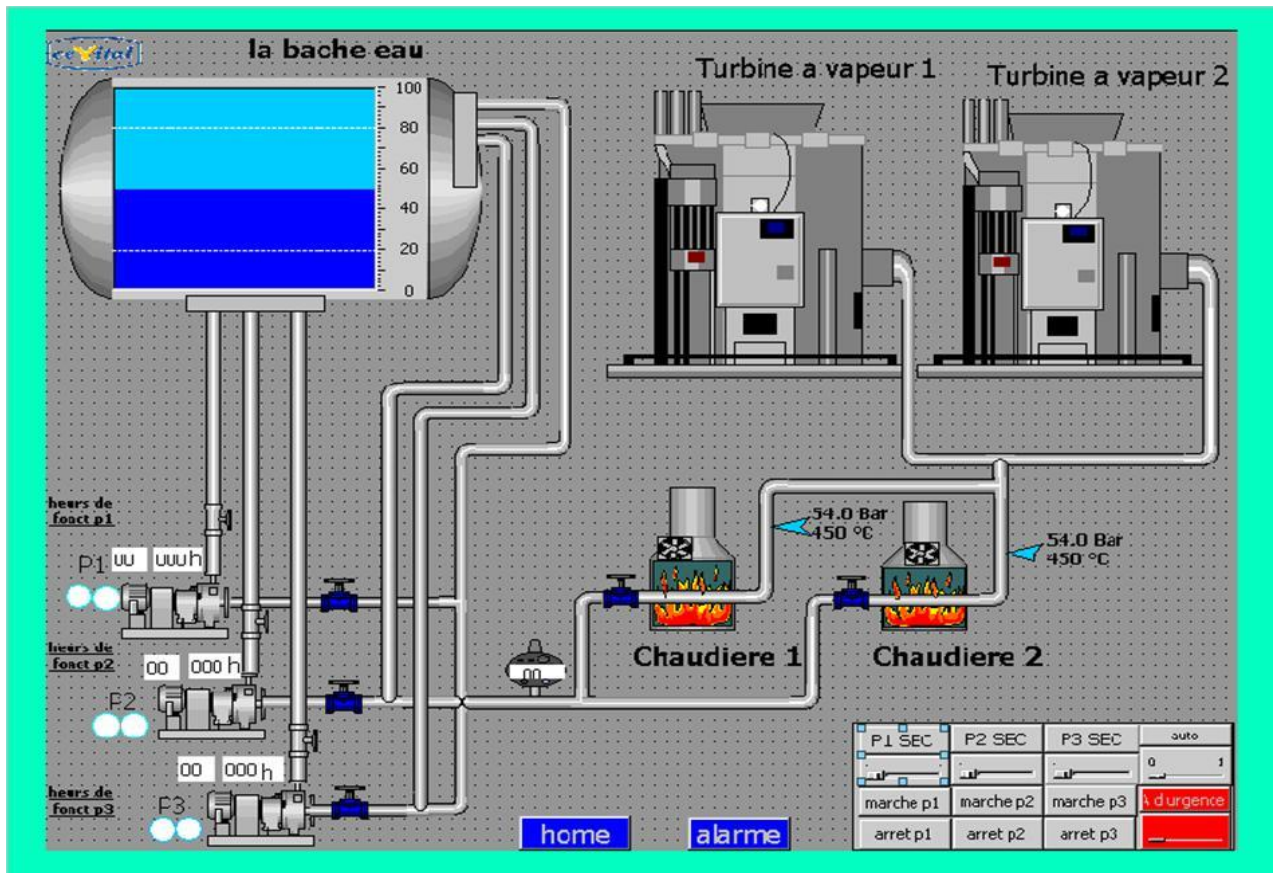 cevital
la bache eau
Turbine a vapeur 1
Turbine a vapeur 2
100
80
60
40
20
0
heurs de
fonct p1
P1
h
54.0 Bar
450 °C
54.0 Bar
450 °C
heurs de
fonct p2
00 000 h
P2
00
Chaudiere 1
Chaudiere 2
00 000 h
heurs de
fonct p3
P3
P1 SEC P2 SEC P3 SEC auto
0 1
marche p1 marche p2 marche p3 A d urgence
arret p1 arret p2 arret p3
home alarme